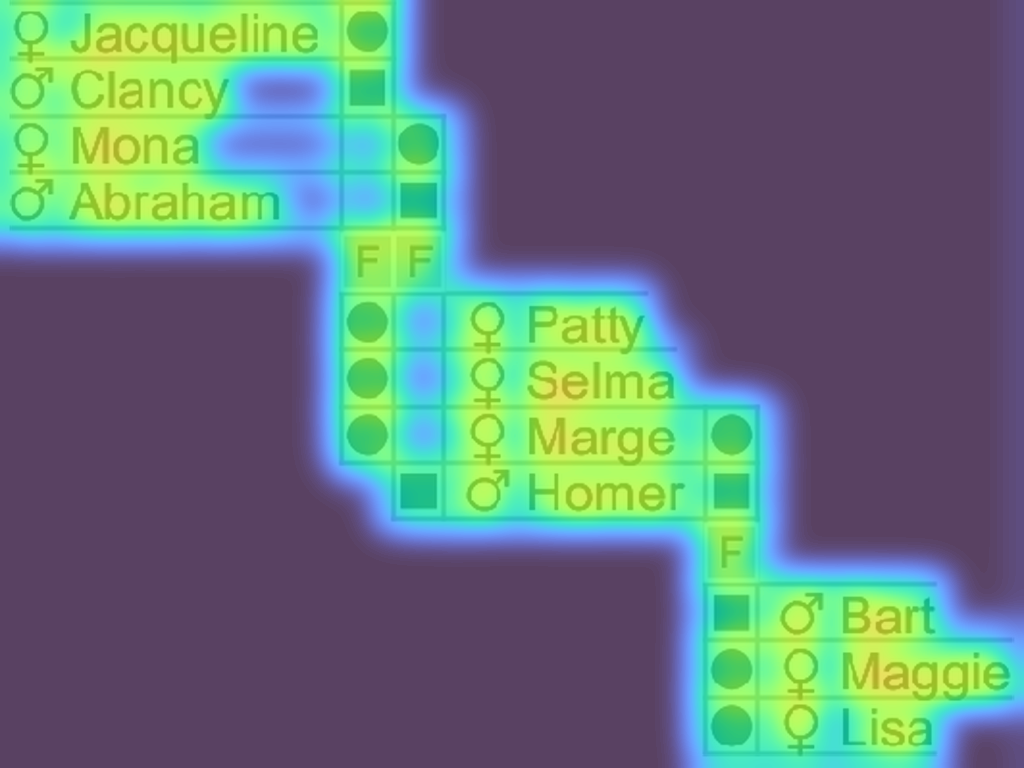 ♀ Jacqueline
♂ Clancy
♀ Mona
♂ Abraham
F F
♀ Patty
♀ Selma
♀ Marge
♂ Homer
F
♂ Bart
♀ Maggie
♀ Lisa